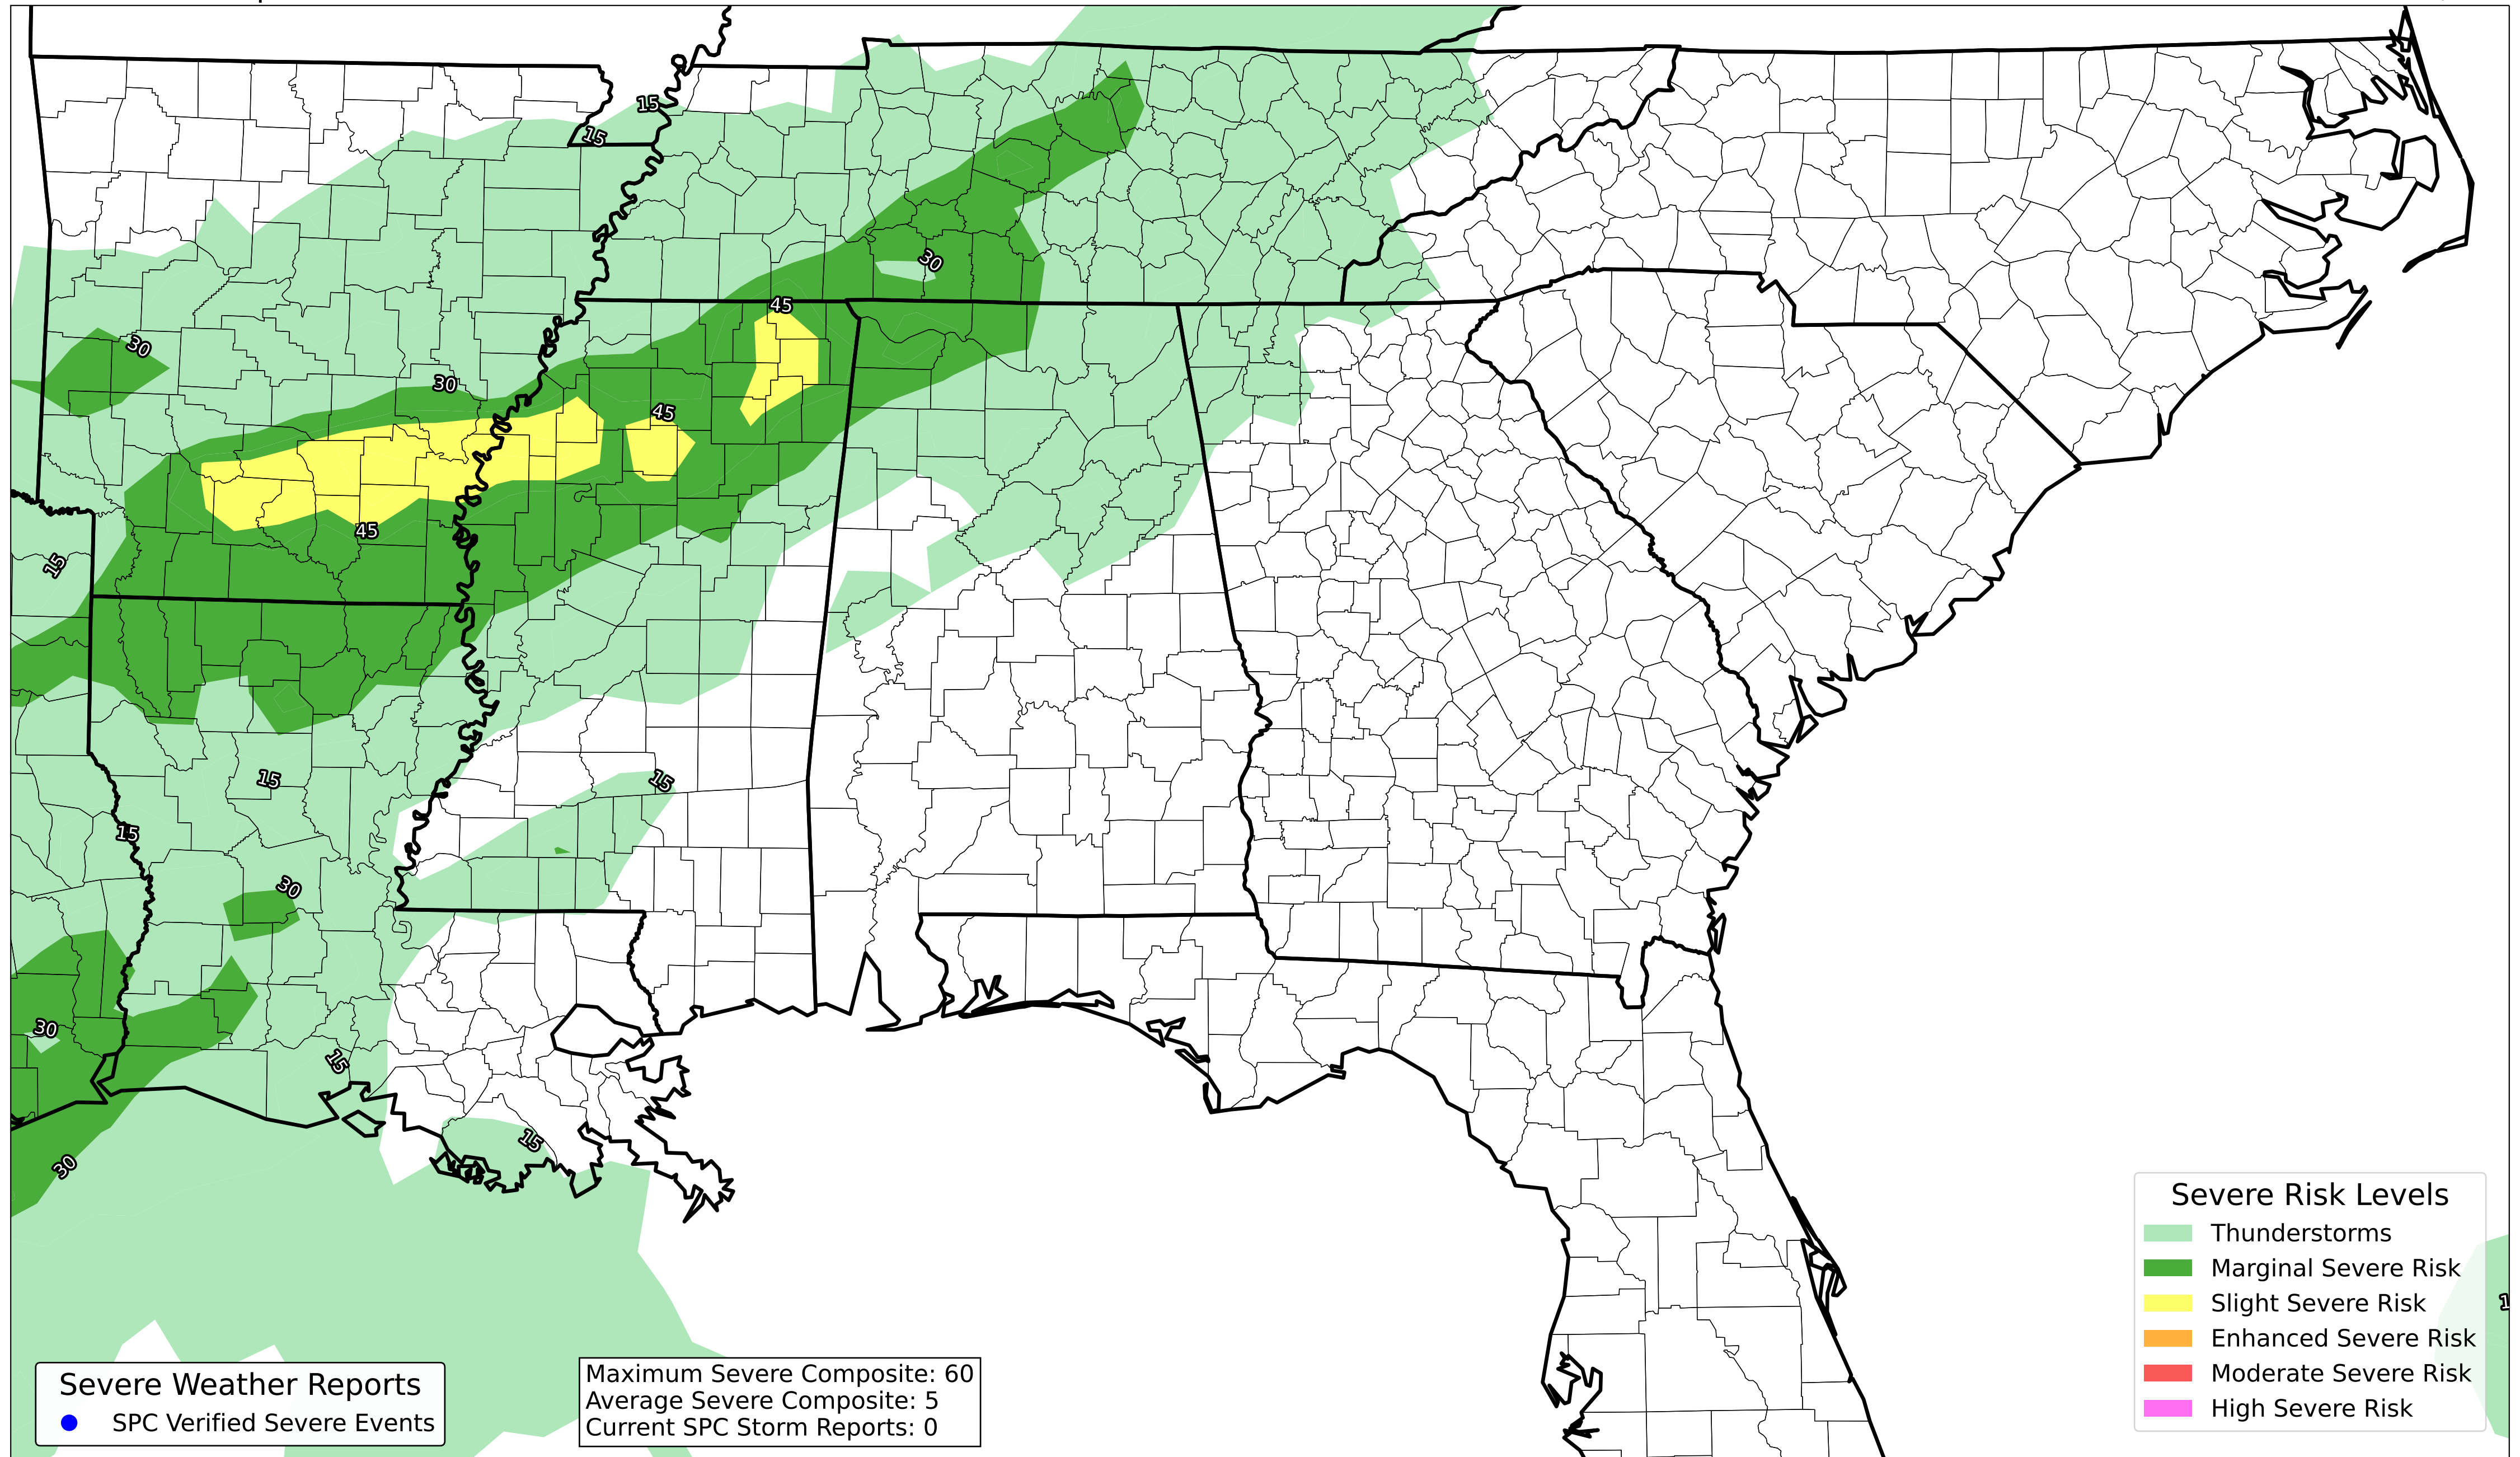 15
15
30
45
30
30
45
45
15
15
15
15
30
30
15
30
15
Severe Risk Levels
Thunderstorms
Marginal Severe Risk
Slight Severe Risk
Enhanced Severe Risk
Moderate Severe Risk
High Severe Risk
Severe Weather Reports
SPC Verified Severe Events
Maximum Severe Composite: 60
Average Severe Composite: 5
Current SPC Storm Reports: 0